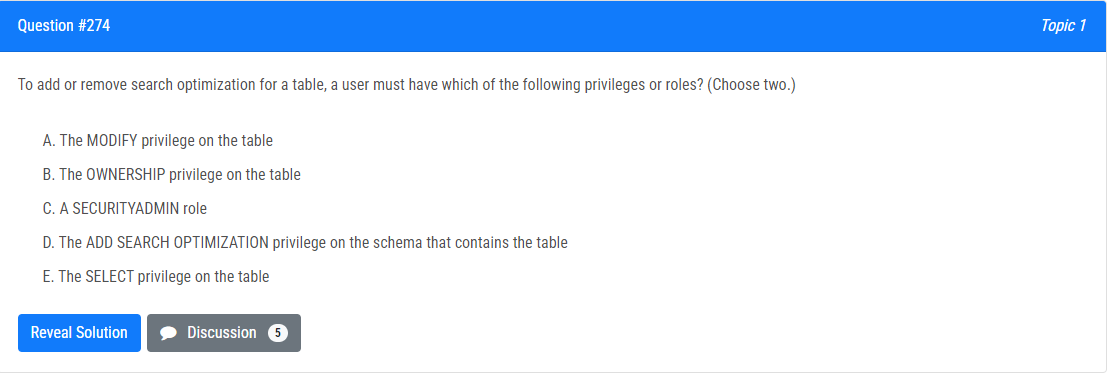 Question #274
Topic 1
To add or remove search optimization for a table, a user must have which of the following privileges or roles? (Choose two.)
A. The MODIFY privilege on the table
B. The OWNERSHIP privilege on the table
C. A SECURITYADMIN role
D. The ADD SEARCH OPTIMIZATION privilege on the schema that contains the table
E. The SELECT privilege on the table
Reveal Solution
Discussion 5